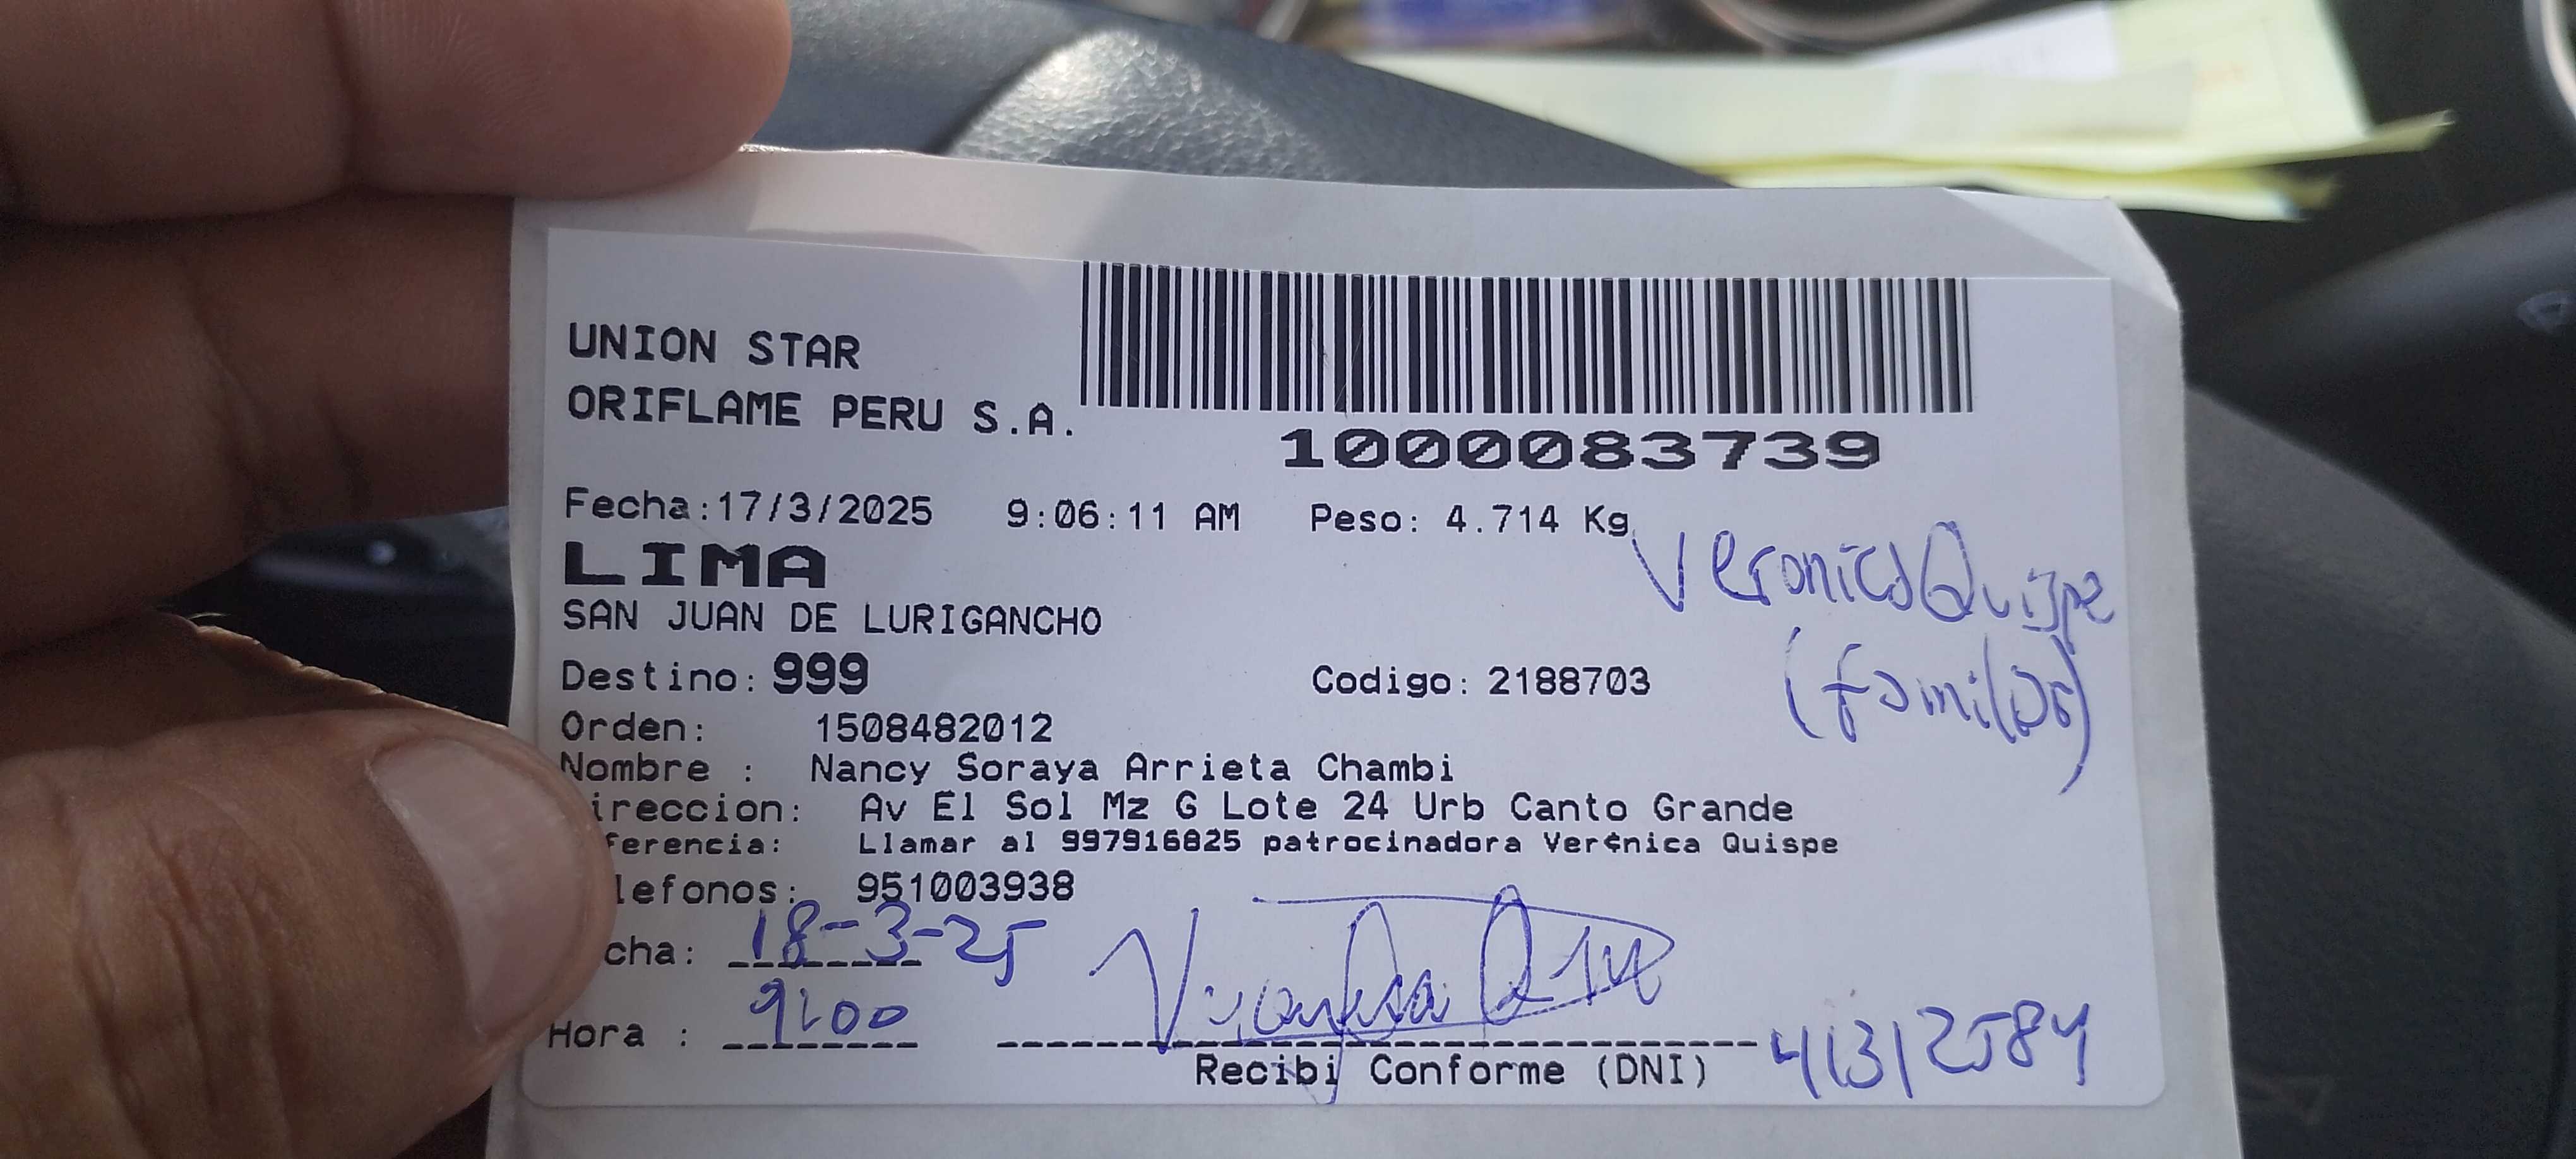 UNION STAR
ORIFLAME PERU S.A.
1000083739
Fecha:17/3/2025 9:06:11 AM Peso: 4.714 Kg
Veronica Quispe
LIMA
SAN JUAN DE LURIGANCHO
(familiar)
Destino: 999 Codigo: 2188703
Orden: 1508482012
Nombre : Nancy Soraya Arrieta Chambi
ireccion: Av El Sol Mz G Lote 24 Urb Canto Grande
ferencia: Llamar al 997916825 patrocinadora Ver¢nica Quispe
lefonos: 951003938
cha: 18-3-25
Hora : 9:00
41312584
Recibi Conforme (DNI)